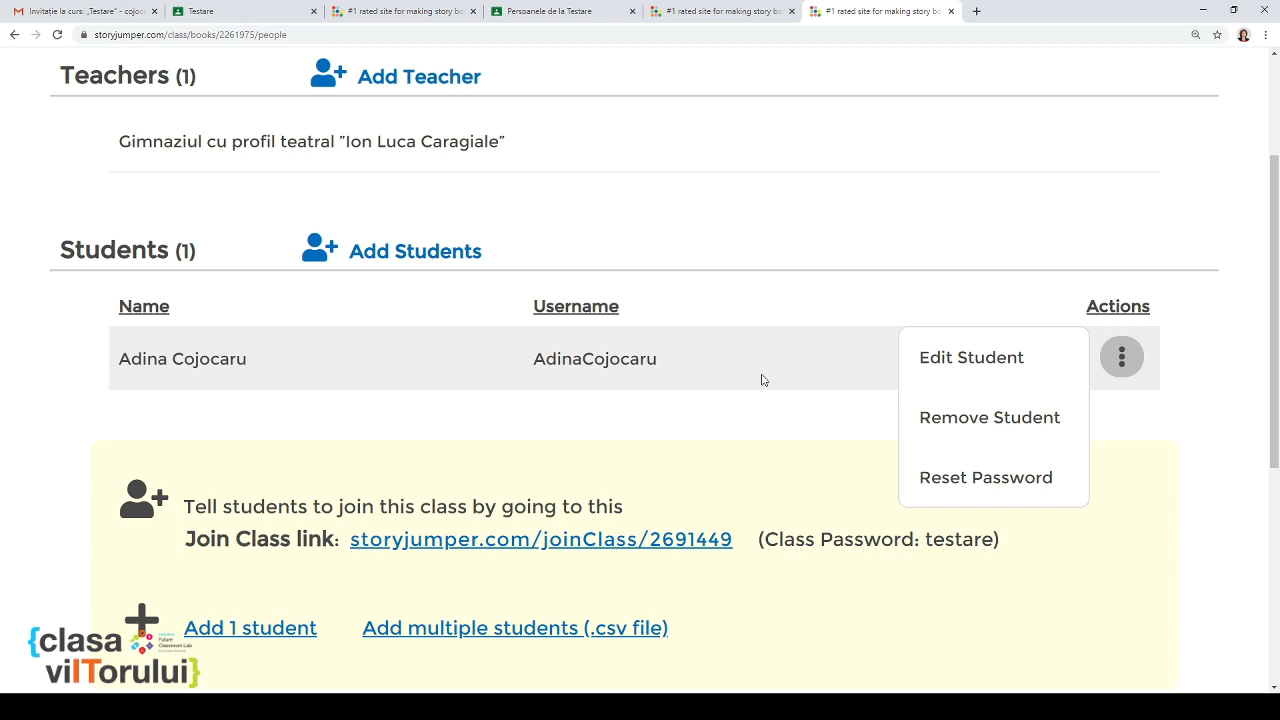 Invitație la curs: „Testare” - cojoc
Testare
#1 rated site for making story bo
Persoanele de la Testare
#1 rated site for making story bo
#1 rated site for making story bo
storyjumper.com/class/books/2261975/people
Teachers (1)
Add Teacher
Gimnaziul cu profil teatral ”Ion Luca Caragiale”
Students (1)
Add Students
Name Username Actions
Adina Cojocaru AdinaCojocaru
Edit Student
Remove Student
Reset Password
Tell students to join this class by going to this
Join Class link: storyjumper.com/joinClass/2691449 (Class Password: testare)
Add 1 student Add multiple students (.csv file)
{clasa
viITorului}
Future
Classroom Lab